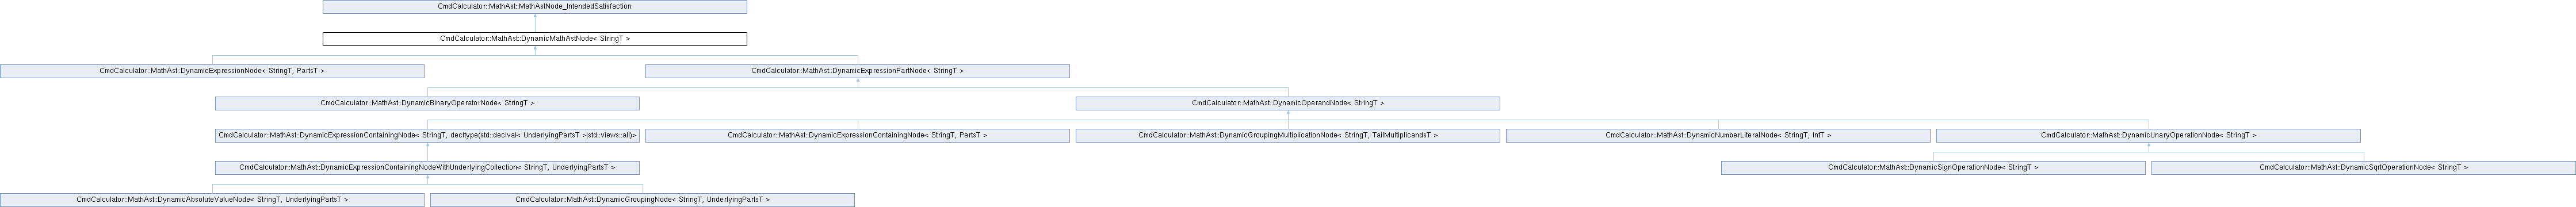 CmdCalculator::MathAst::MathAstNode_IntendedSatisfaction
CmdCalculator::MathAst::DynamicMathAstNode< StringT >
CmdCalculator::MathAst::DynamicExpressionNode< StringT, PartsT >
CmdCalculator::MathAst::DynamicExpressionPartNode< StringT >
CmdCalculator::MathAst::DynamicBinaryOperatorNode< StringT >
CmdCalculator::MathAst::DynamicOperandNode< StringT >
CmdCalculator::MathAst::DynamicExpressionContainingNode< StringT, decltype(std::declval< UnderlyingPartsT >|std::views::all)>
CmdCalculator::MathAst::DynamicExpressionContainingNode< StringT, PartsT >
CmdCalculator::MathAst::DynamicGroupingMultiplicationNode< StringT, TailMultiplicandsT >
CmdCalculator::MathAst::DynamicNumberLiteralNode< StringT, IntT >
CmdCalculator::MathAst::DynamicUnaryOperationNode< StringT >
CmdCalculator::MathAst::DynamicExpressionContainingNodeWithUnderlyingCollection< StringT, UnderlyingPartsT >
CmdCalculator::MathAst::DynamicSignOperationNode< StringT >
CmdCalculator::MathAst::DynamicSqrtOperationNode< StringT >
CmdCalculator::MathAst::DynamicAbsoluteValueNode< StringT, UnderlyingPartsT >
CmdCalculator::MathAst::DynamicGroupingNode< StringT, UnderlyingPartsT >